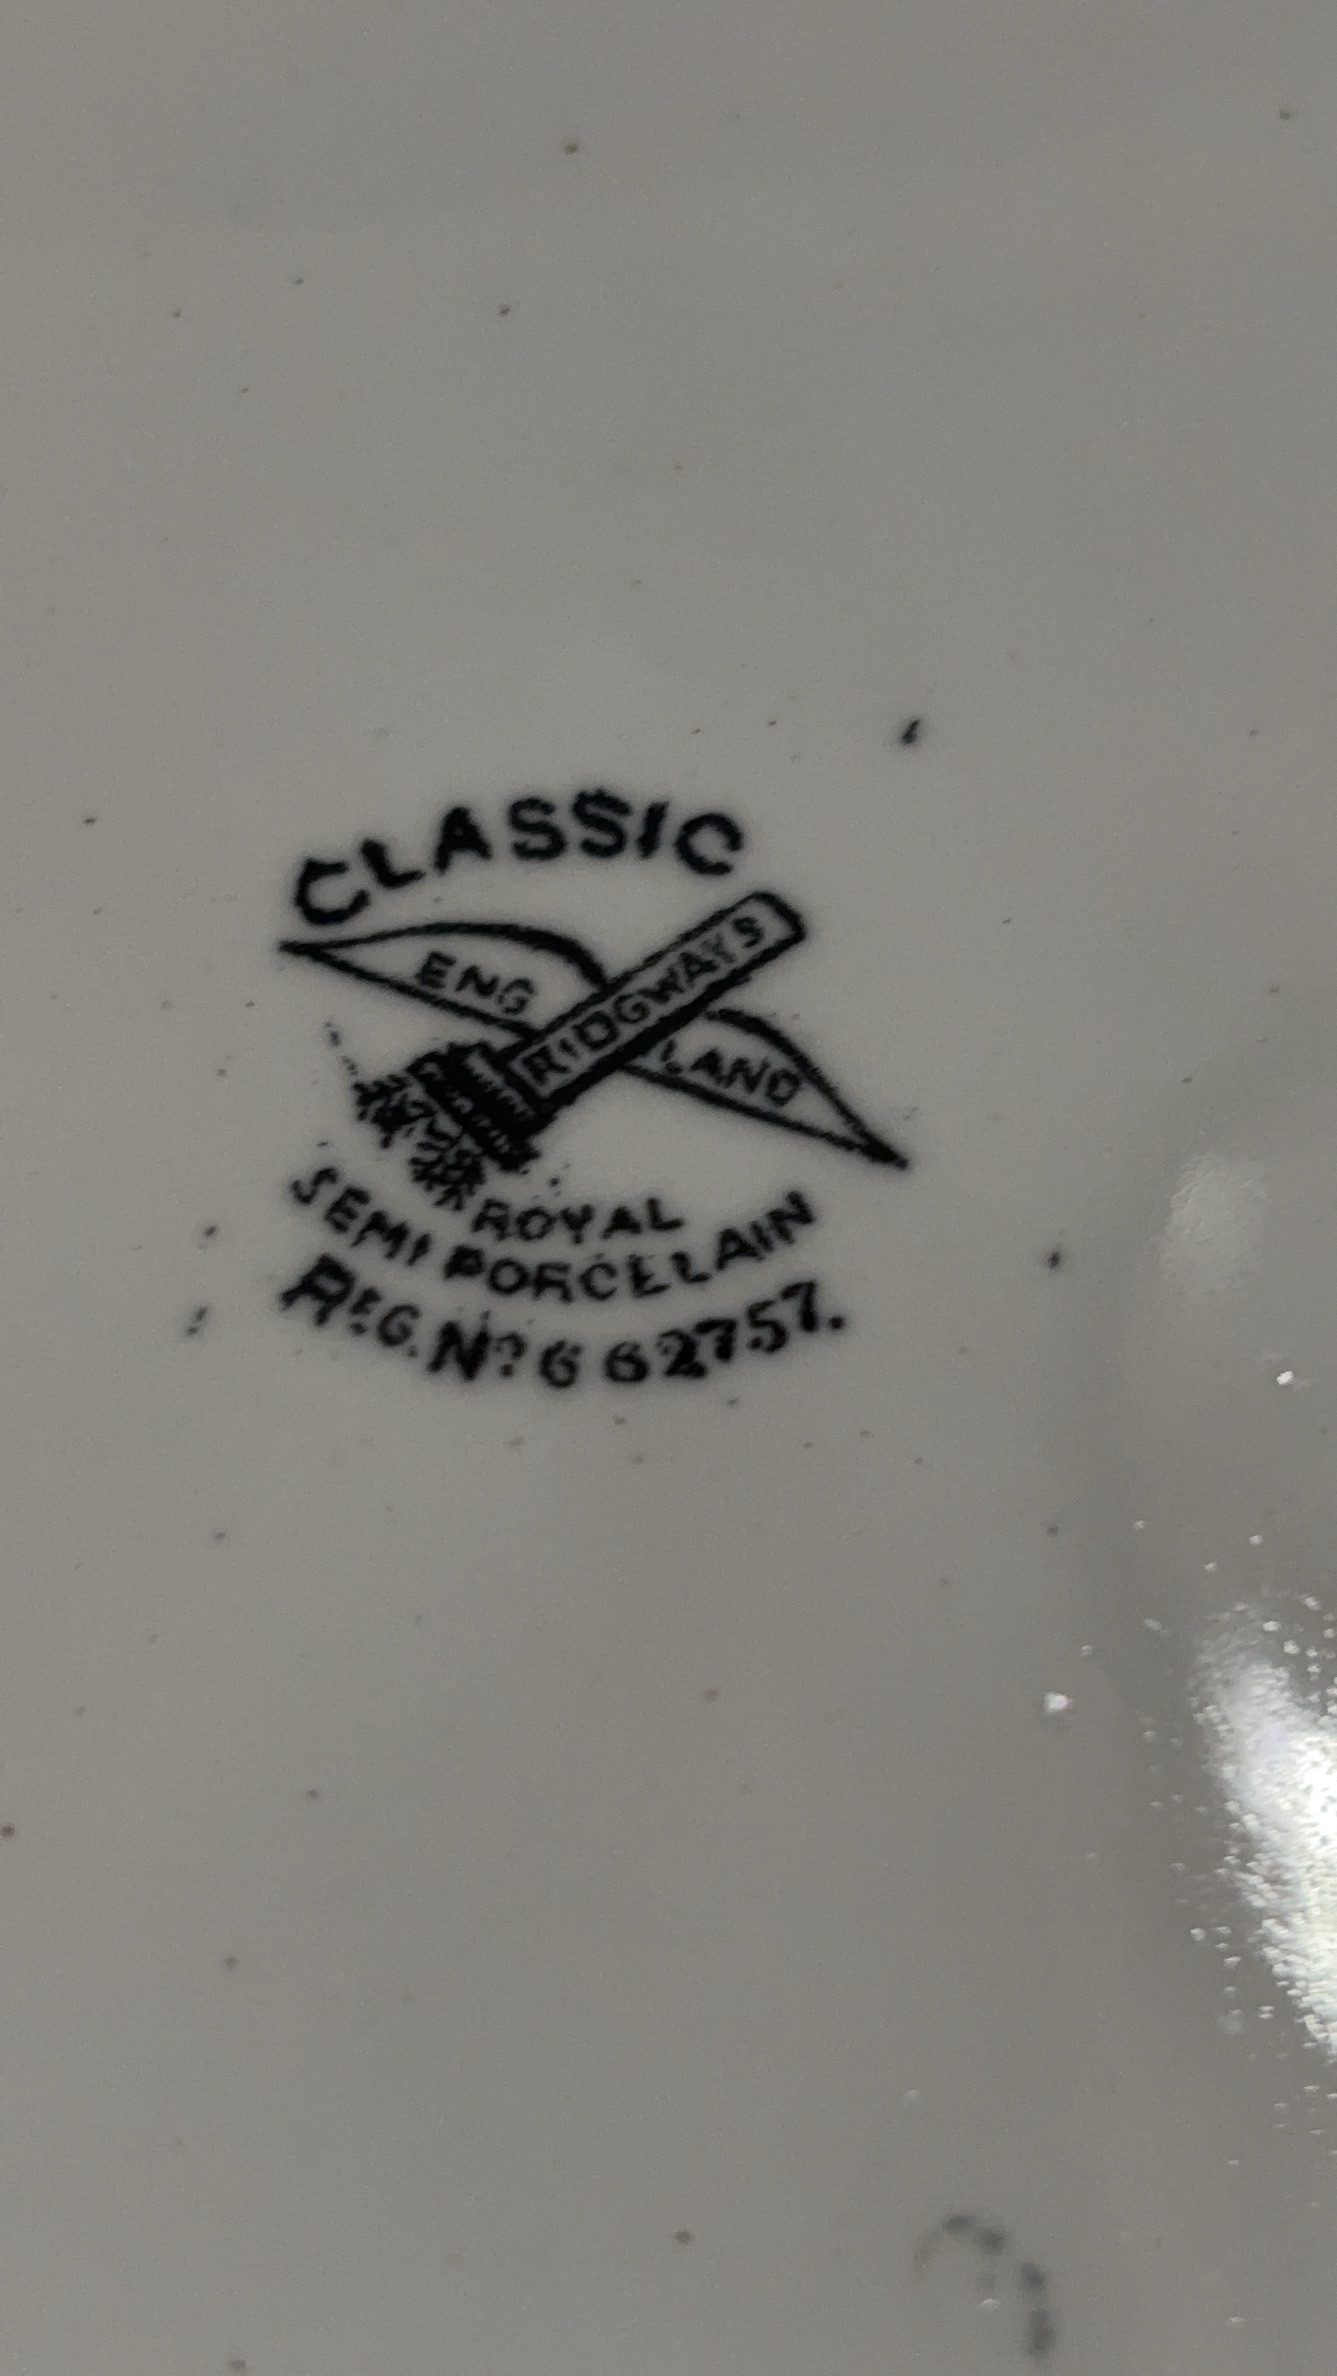 CLASSIC
ENG LAND
RIDGWAYS
ROYAL
SEMI PORCELAIN
REG. No 662757.